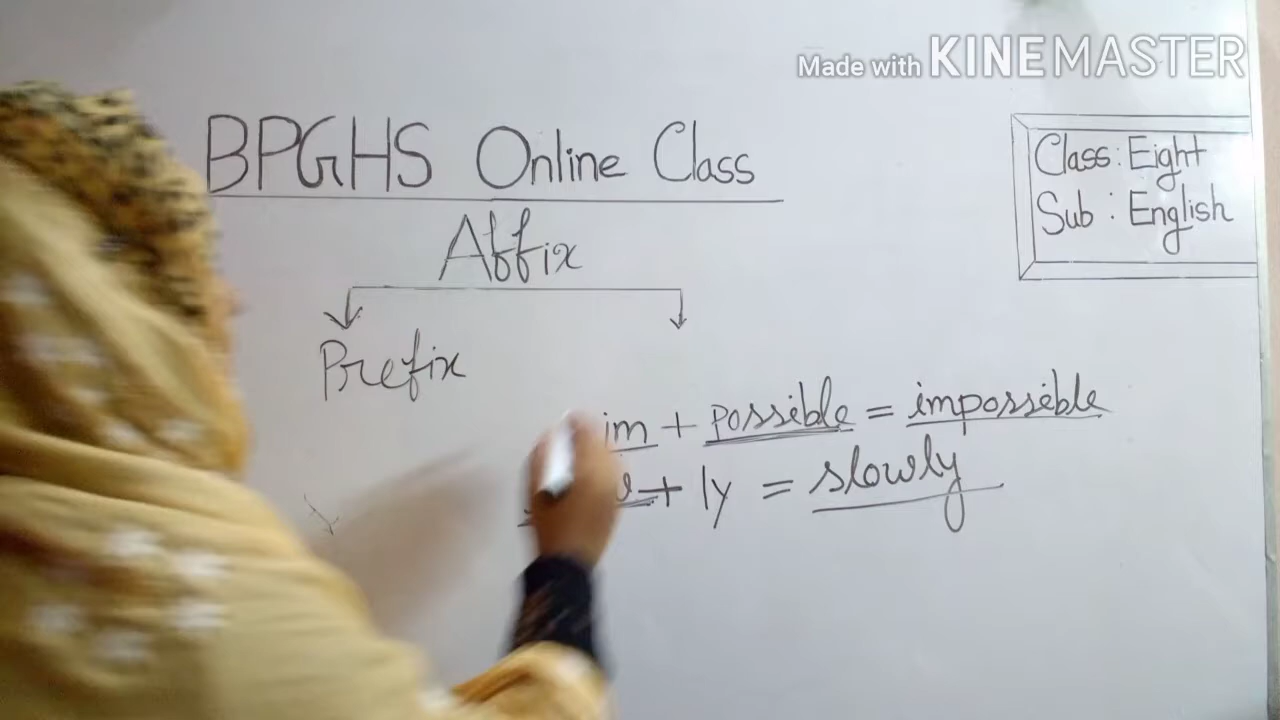 Made with KINEMASTER
BPGHS Online Class
Class : Eight
Sub : English
Affix
Prefix
im + possible = impossible
+ ly = slowly